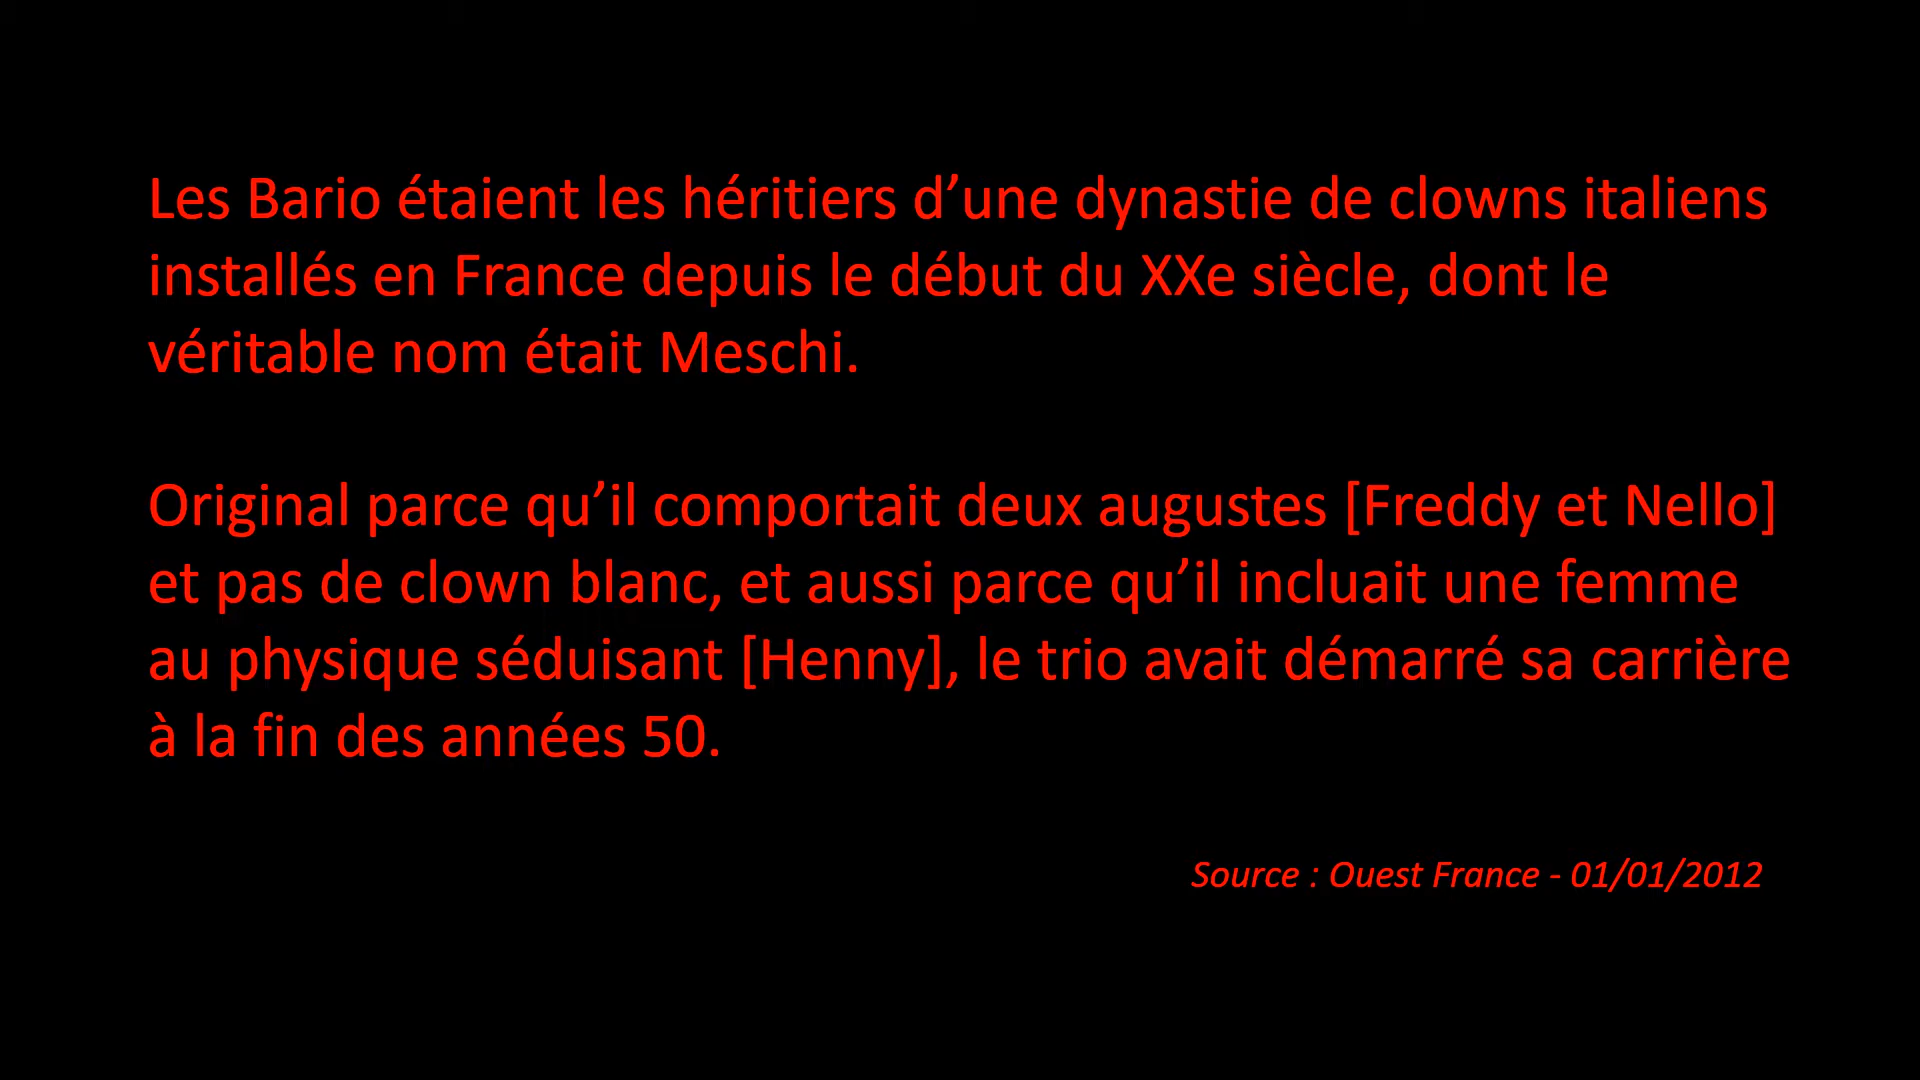 Les Bario étaient les héritiers d’une dynastie de clowns italiens
installés en France depuis le début du XXe siècle, dont le
véritable nom était Meschi.
Original parce qu’il comportait deux augustes [Freddy et Nello]
et pas de clown blanc, et aussi parce qu’il incluait une femme
au physique séduisant [Henny], le trio avait démarré sa carrière
à la fin des années 50.
Source : Ouest France - 01/01/2012